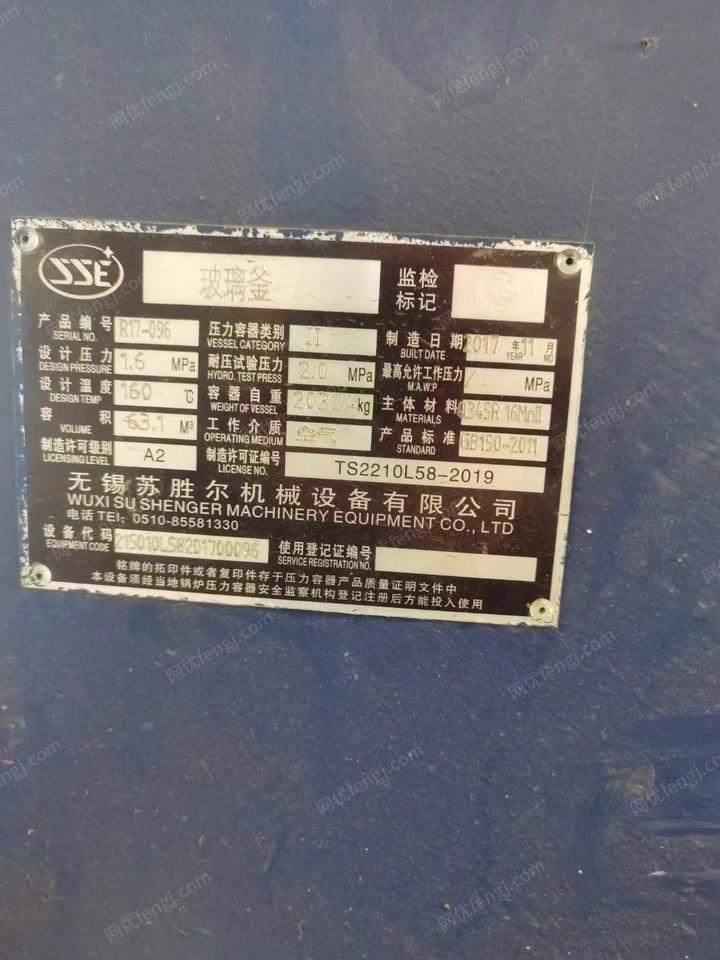 SSE
玻璃釜
监检
标记
产品编号 R17-096 压力容器类别 II 制造日期 2017 年 11 月
SERIAL NO. VESSEL CATEGORY BUILT DATE YEAR MO
设计压力 1.6 MPa 耐压试验压力 2.0 MPa 最高允许工作压力 / MPa
DESIGN PRESSURE HYDRO. TEST PRESS M.A.W.P
设计温度 160 ℃ 容器自重 20324 kg 主体材料 Q345R 16MnII
DESIGN TEMP WEIGHT OF VESSEL MATERIALS
容积 63.1 M³ 工作介质 空气 产品标准 GB150-2011
VOLUME OPERATING MEDIUM STANDARD
制造许可级别 A2 制造许可证编号 TS2210L58-2019
LICENSING LEVEL LICENSE NO.
无锡苏胜尔机械设备有限公司
WUXI SU SHENGER MACHINERY EQUIPMENT CO., LTD
电话 TEL: 0510-85581330
设备代码 215010L58201700096 使用登记证编号
EQUIPMENT CODE SERVICE REGISTRATION NO.
铭牌的拓印件或者复印件存于压力容器产品质量证明文件中
本设备须经当地锅炉压力容器安全监察机构登记注册后方能投入使用
网优fengj.com